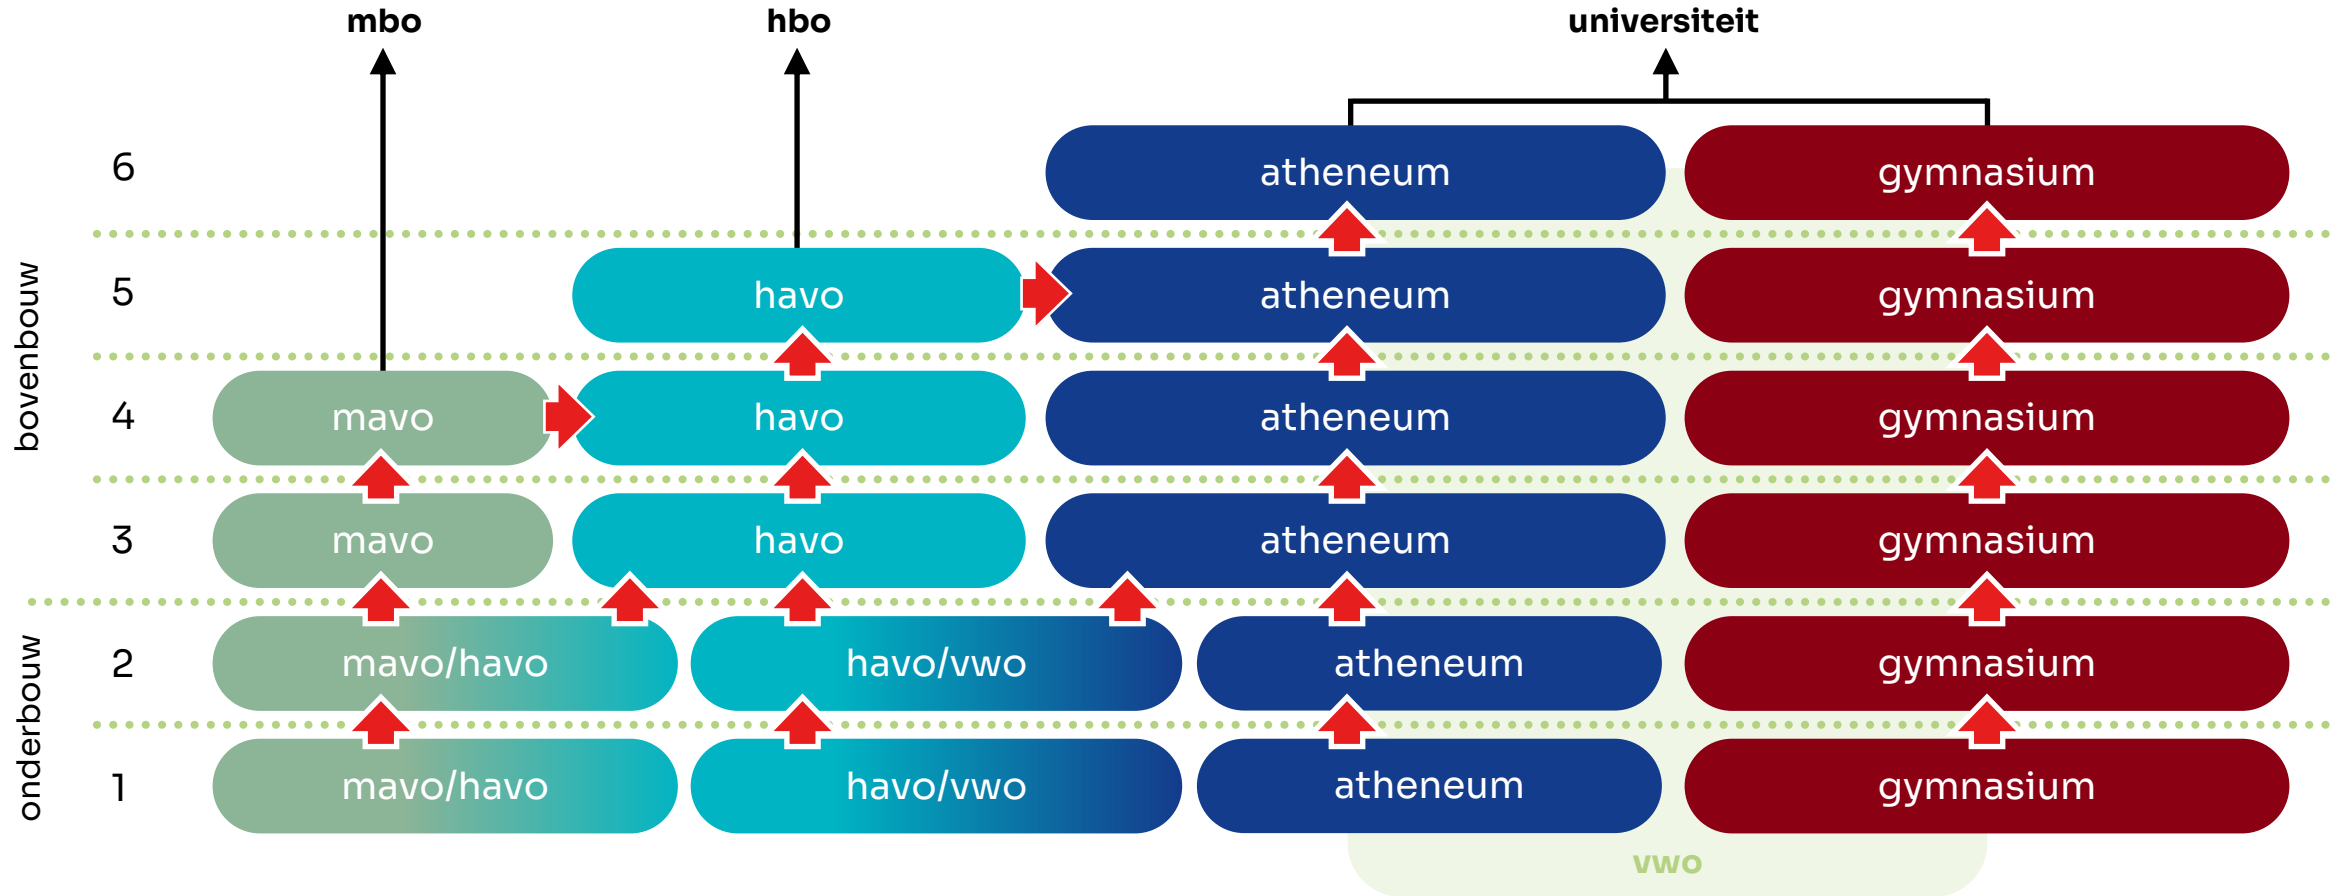 mbo hbo universiteit
6 atheneum gymnasium
5 havo atheneum gymnasium
bovenbouw
4 mavo havo atheneum gymnasium
3 mavo havo atheneum gymnasium
2 mavo/havo havo/vwo atheneum gymnasium
onderbouw
1 mavo/havo havo/vwo atheneum gymnasium
vwo